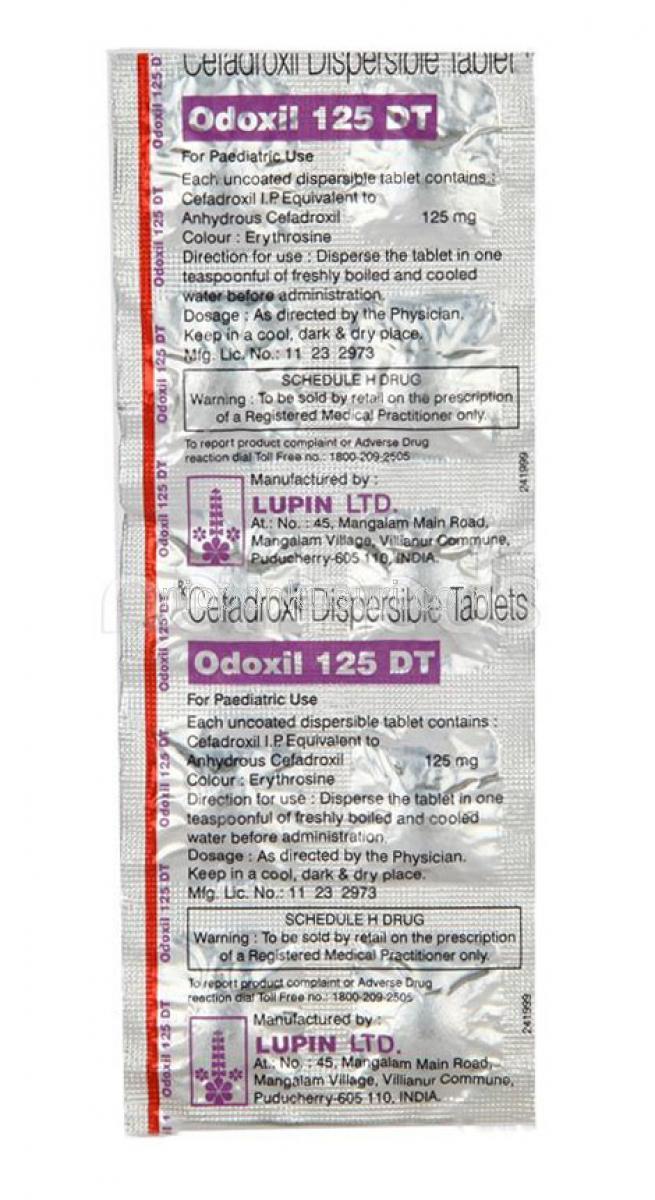 Cefadroxil Dispersible Tablet
Odoxil 125 DT
For Paediatric Use
Each uncoated dispersible tablet contains :
Cefadroxil I.P. Equivalent to
Anhydrous Cefadroxil 125 mg
Colour : Erythrosine
Direction for use : Disperse the tablet in one
teaspoonful of freshly boiled and cooled
water before administration.
Dosage : As directed by the Physician.
Keep in a cool, dark & dry place.
Mfg. Lic. No.: 11 23 2973
SCHEDULE H DRUG
Warning : To be sold by retail on the prescription
of a Registered Medical Practitioner only.
To report product complaint or Adverse Drug
reaction dial Toll Free no.: 1800-209-2505
241999
Manufactured by :
LUPIN LTD.
At.: No. : 45, Mangalam Main Road,
Mangalam Village, Villianur Commune,
Puducherry-605 110, INDIA.
Rx Cefadroxil Dispersible Tablets
Odoxil 125 DT
For Paediatric Use
Each uncoated dispersible tablet contains :
Cefadroxil I.P. Equivalent to
Anhydrous Cefadroxil 125 mg
Colour : Erythrosine
Direction for use : Disperse the tablet in one
teaspoonful of freshly boiled and cooled
water before administration.
Dosage : As directed by the Physician.
Keep in a cool, dark & dry place.
Mfg. Lic. No.: 11 23 2973
SCHEDULE H DRUG
Warning : To be sold by retail on the prescription
of a Registered Medical Practitioner only.
To report product complaint or Adverse Drug
reaction dial Toll Free no.: 1800-209-2505
241999
Manufactured by :
LUPIN LTD.
At.: No. : 45, Mangalam Main Road,
Mangalam Village, Villianur Commune,
Puducherry-605 110, INDIA.
Odoxil 125 D
Odoxil 125 DT
Odoxil 125 DT
Odoxil 125 DT
Odoxil 125 DT
Odoxil 125 DT
Odoxil 125 DT
Odoxil 125 DT